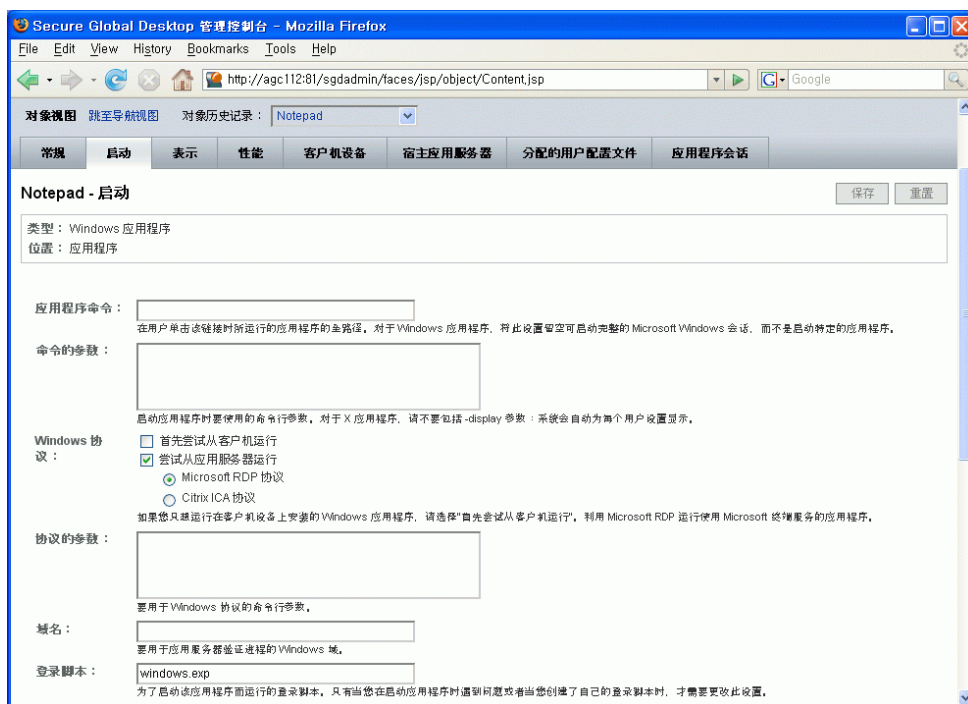 Secure Global Desktop 管理控制台 - Mozilla Firefox
File Edit View History Bookmarks Tools Help
http://agc112:81/sgdadmin/faces/jsp/object/Content.jsp Google
对象视图 跳至导航视图 对象历史记录： Notepad
常规 启动 表示 性能 客户机设备 宿主应用服务器 分配的用户配置文件 应用程序会话
Notepad - 启动 保存 重置
类型： Windows 应用程序
位置： 应用程序
应用程序命令：
在用户单击该链接时所运行的应用程序的全路径。对于 Windows 应用程序，将此设置留空可启动完整的 Microsoft Windows 会话，而不是启动特定的应用程序。
命令的参数：
启动应用程序时要使用的命令行参数。对于 X 应用程序，请不要包括 -display 参数：系统会自动为每个用户设置显示。
Windows 协议： 首先尝试从客户机运行
尝试从应用服务器运行
Microsoft RDP 协议
Citrix ICA 协议
如果您只想运行在客户机设备上安装的 Windows 应用程序，请选择"首先尝试从客户机运行"。利用 Microsoft RDP 运行使用 Microsoft 终端服务的应用程序。
协议的参数：
要用于 Windows 协议的命令行参数。
域名：
要用于应用服务器验证进程的 Windows 域。
登录脚本： windows.exp
为了启动该应用程序而运行的登录脚本。只有当您在启动应用程序时遇到问题或者当您创建了自己的登录脚本时，才需要更改此设置。